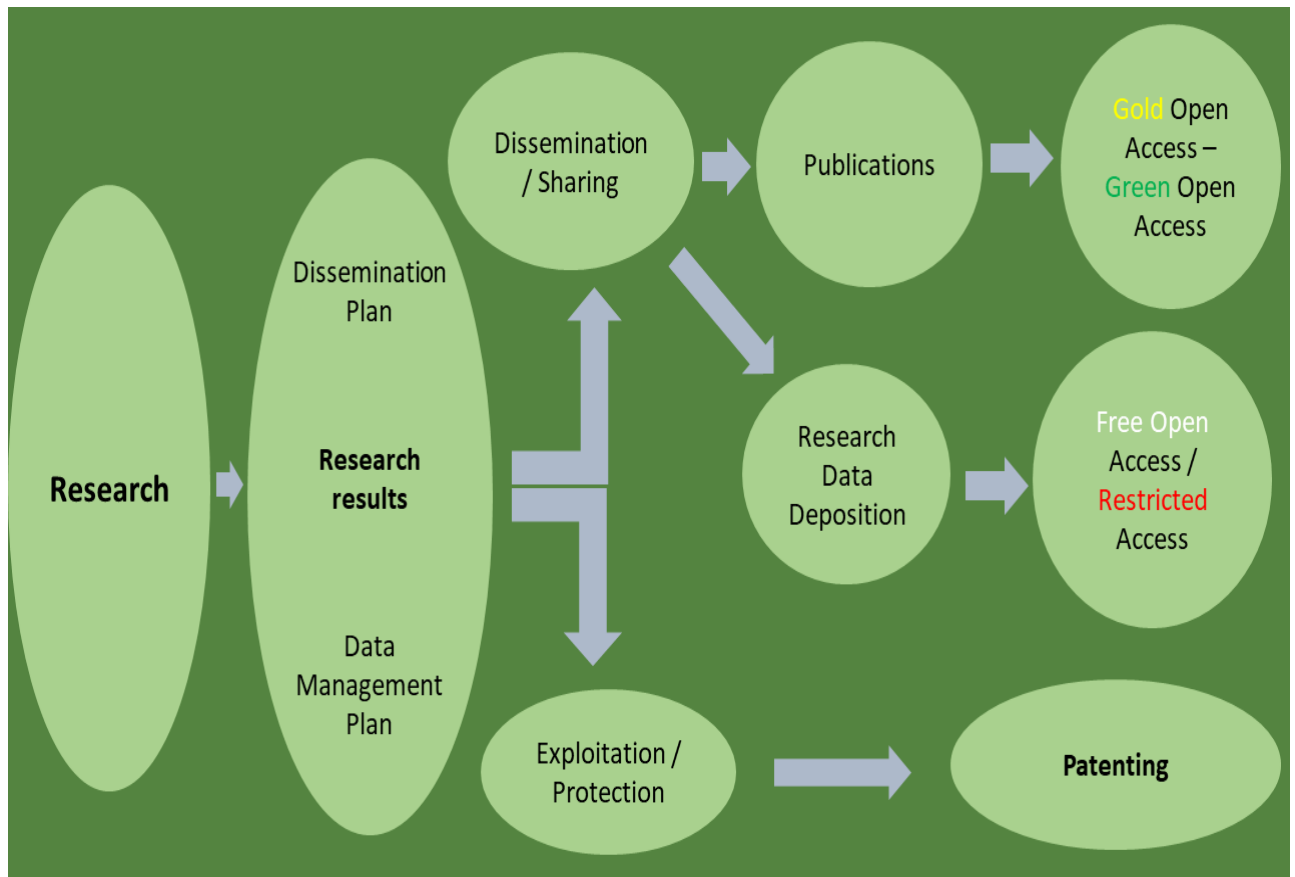 Research
Dissemination
Plan
Research
results
Data
Management
Plan
Dissemination
/ Sharing
Publications
Gold Open
Access –
Green Open
Access
Research
Data
Deposition
Free Open
Access /
Restricted
Access
Exploitation /
Protection
Patenting